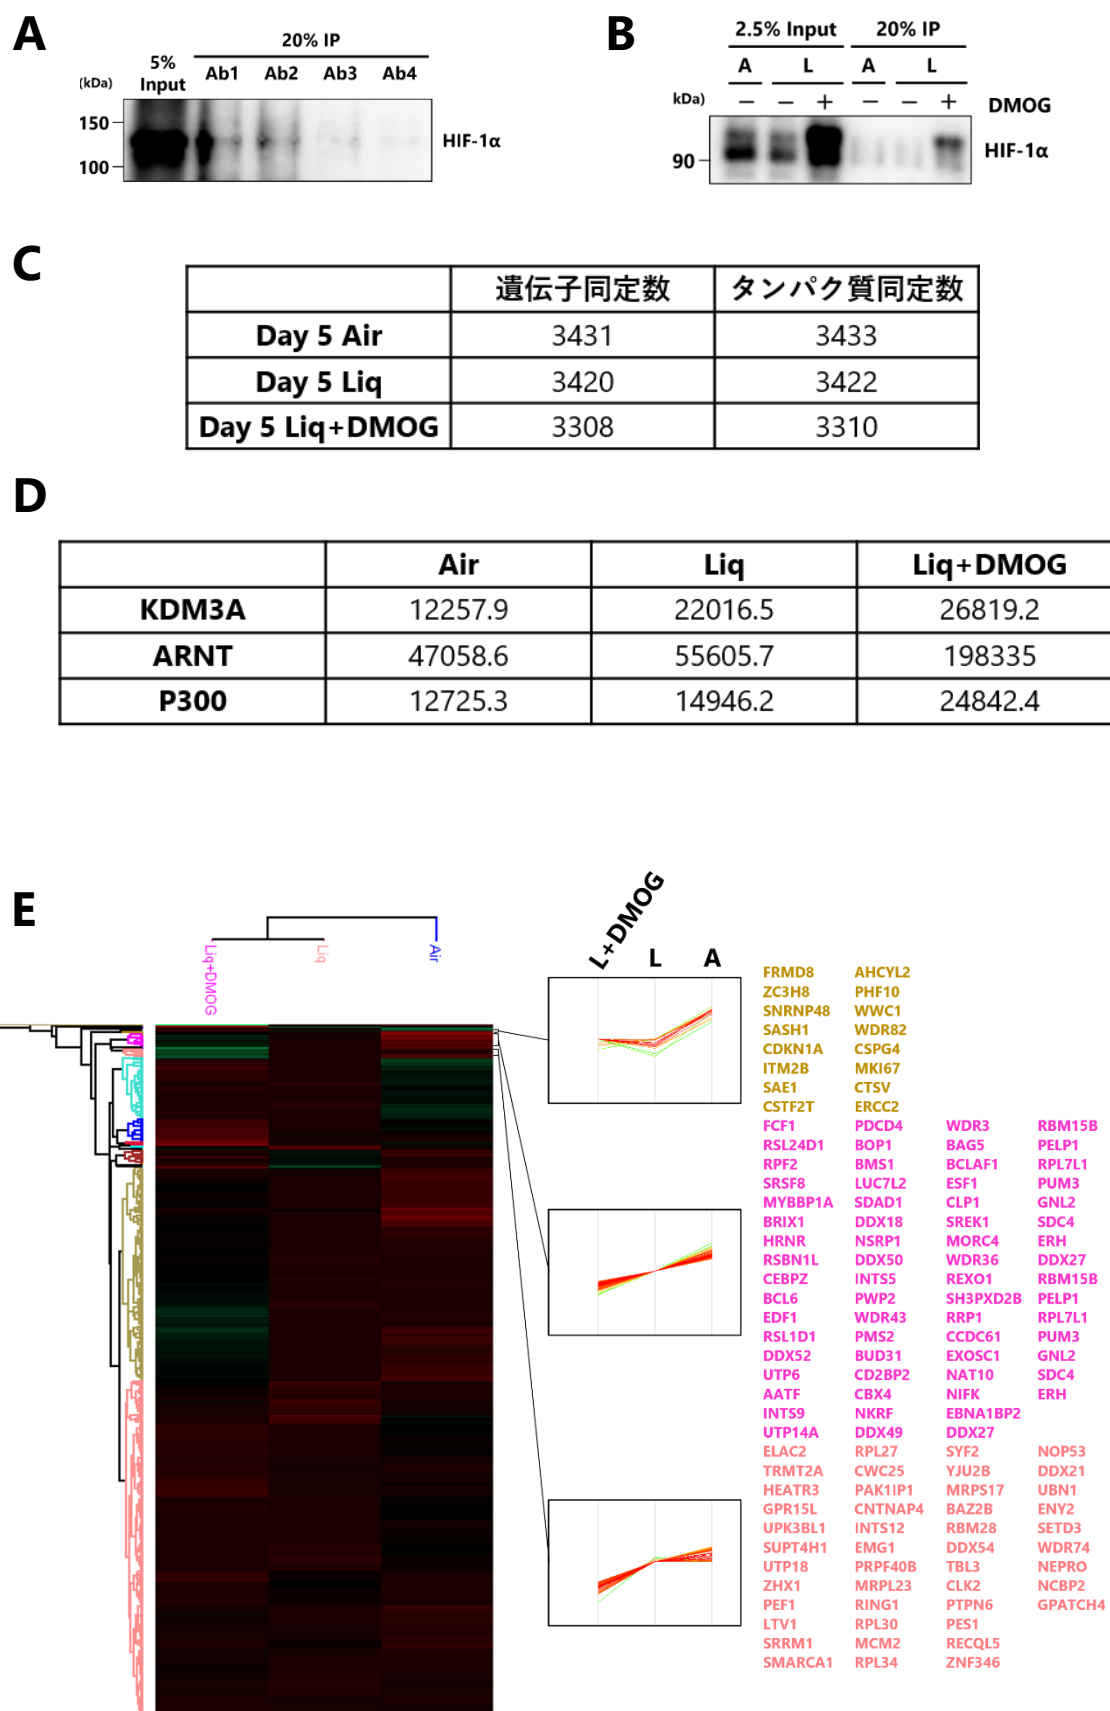 A
20% IP
5%
Input
(kDa)
Ab1 Ab2 Ab3 Ab4
150
100
HIF-1α
B
2.5% Input 20% IP
A L A L
kDa)
− − + − − + DMOG
90
HIF-1α
C
遺伝子同定数 タンパク質同定数
Day 5 Air 3431 3433
Day 5 Liq 3420 3422
Day 5 Liq+DMOG 3308 3310
D
Air Liq Liq+DMOG
KDM3A 12257.9 22016.5 26819.2
ARNT 47058.6 55605.7 198335
P300 12725.3 14946.2 24842.4
E
Liq+DMOG
Liq
Air
L+DMOG
L A
FRMD8 AHCYL2
ZC3H8 PHF10
SNRNP48 WWC1
SASH1 WDR82
CDKN1A CSPG4
ITM2B MKI67
SAE1 CTSV
CSTF2T ERCC2
FCF1 PDCD4 WDR3 RBM15B
RSL24D1 BOP1 BAG5 PELP1
RPF2 BMS1 BCLAF1 RPL7L1
SRSF8 LUC7L2 ESF1 PUM3
MYBBP1A SDAD1 CLP1 GNL2
BRIX1 DDX18 SREK1 SDC4
HRNR NSRP1 MORC4 ERH
RSBN1L DDX50 WDR36 DDX27
CEBPZ INTS5 REXO1 RBM15B
BCL6 PWP2 SH3PXD2B PELP1
EDF1 WDR43 RRP1 RPL7L1
RSL1D1 PMS2 CCDC61 PUM3
DDX52 BUD31 EXOSC1 GNL2
UTP6 CD2BP2 NAT10 SDC4
AATF CBX4 NIFK ERH
INTS9 NKRF EBNA1BP2
UTP14A DDX49 DDX27
ELAC2 RPL27 SYF2 NOP53
TRMT2A CWC25 YJU2B DDX21
HEATR3 PAK1IP1 MRPS17 UBN1
GPR15L CNTNAP4 BAZ2B ENY2
UPK3BL1 INTS12 RBM28 SETD3
SUPT4H1 EMG1 DDX54 WDR74
UTP18 PRPF40B TBL3 NEPRO
ZHX1 MRPL23 CLK2 NCBP2
PEF1 RING1 PTPN6 GPATCH4
LTV1 RPL30 PES1
SRRM1 MCM2 RECQL5
SMARCA1 RPL34 ZNF346